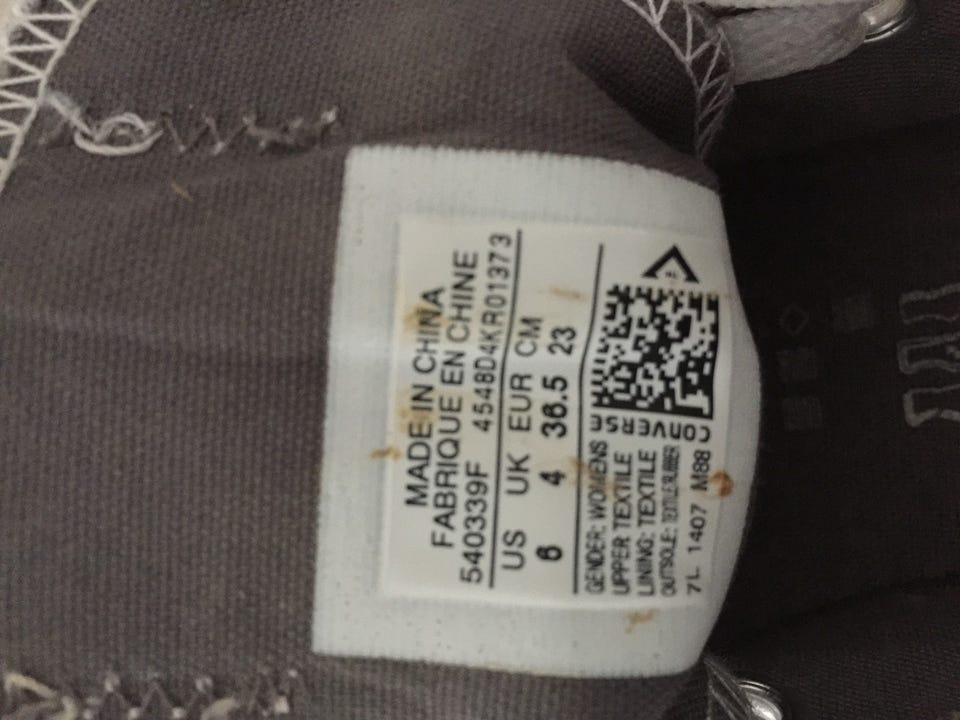 MADE IN CHINA
FABRIQUE EN CHINE
540339F 4548D4KR01373
US UK EUR CM
6 4 36.5 23
GENDER: WOMENS
UPPER TEXTILE
LINING: TEXTILE
OUTSOLE: TEXTILE/RUBBER
7L 1407 M88
CONVERSE